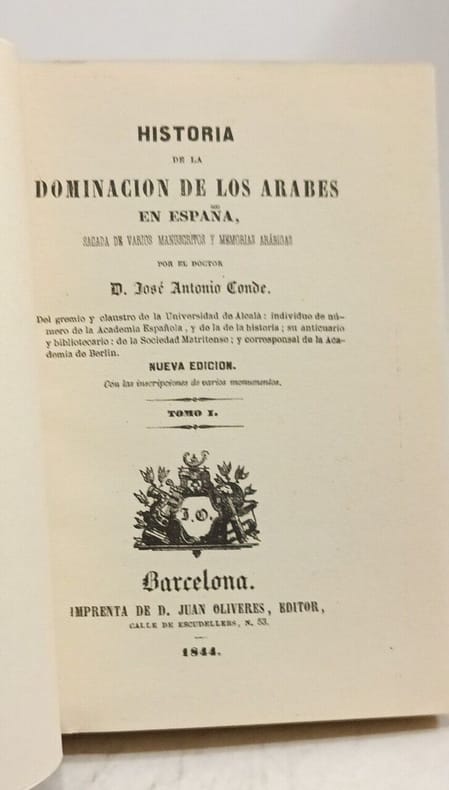 HISTORIA
DE LA
DOMINACION DE LOS ARABES
EN ESPAÑA,
SACADA DE VARIOS MANUSCRITOS Y MEMORIAS ARÁBIGAS
POR EL DOCTOR
D. José Antonio Conde.
Del gremio y claustro de la Universidad de Alcalá: individuo de nú-
mero de la Academia Española, y de la de la historia; su anticuario
y bibliotecario: de la Sociedad Matritense; y corresponsal de la Aca-
demia de Berlin.
NUEVA EDICION.
Con las inscripciones de varios monumentos.
TOMO I.
J.O.
Barcelona.
IMPRENTA DE D. JUAN OLIVERES, EDITOR,
CALLE DE ESCUDELLERS, N. 53.
1844.